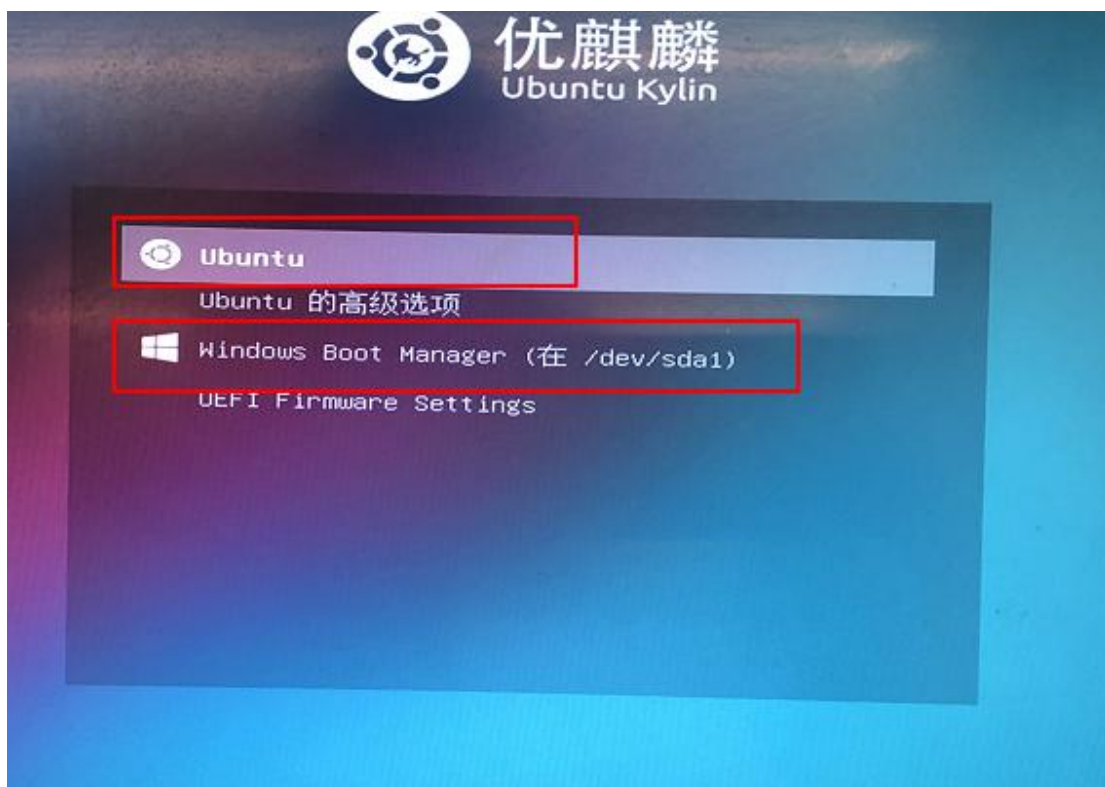 优麒麟
Ubuntu Kylin
Ubuntu
Ubuntu 的高级选项
Windows Boot Manager (在 /dev/sda1)
UEFI Firmware Settings